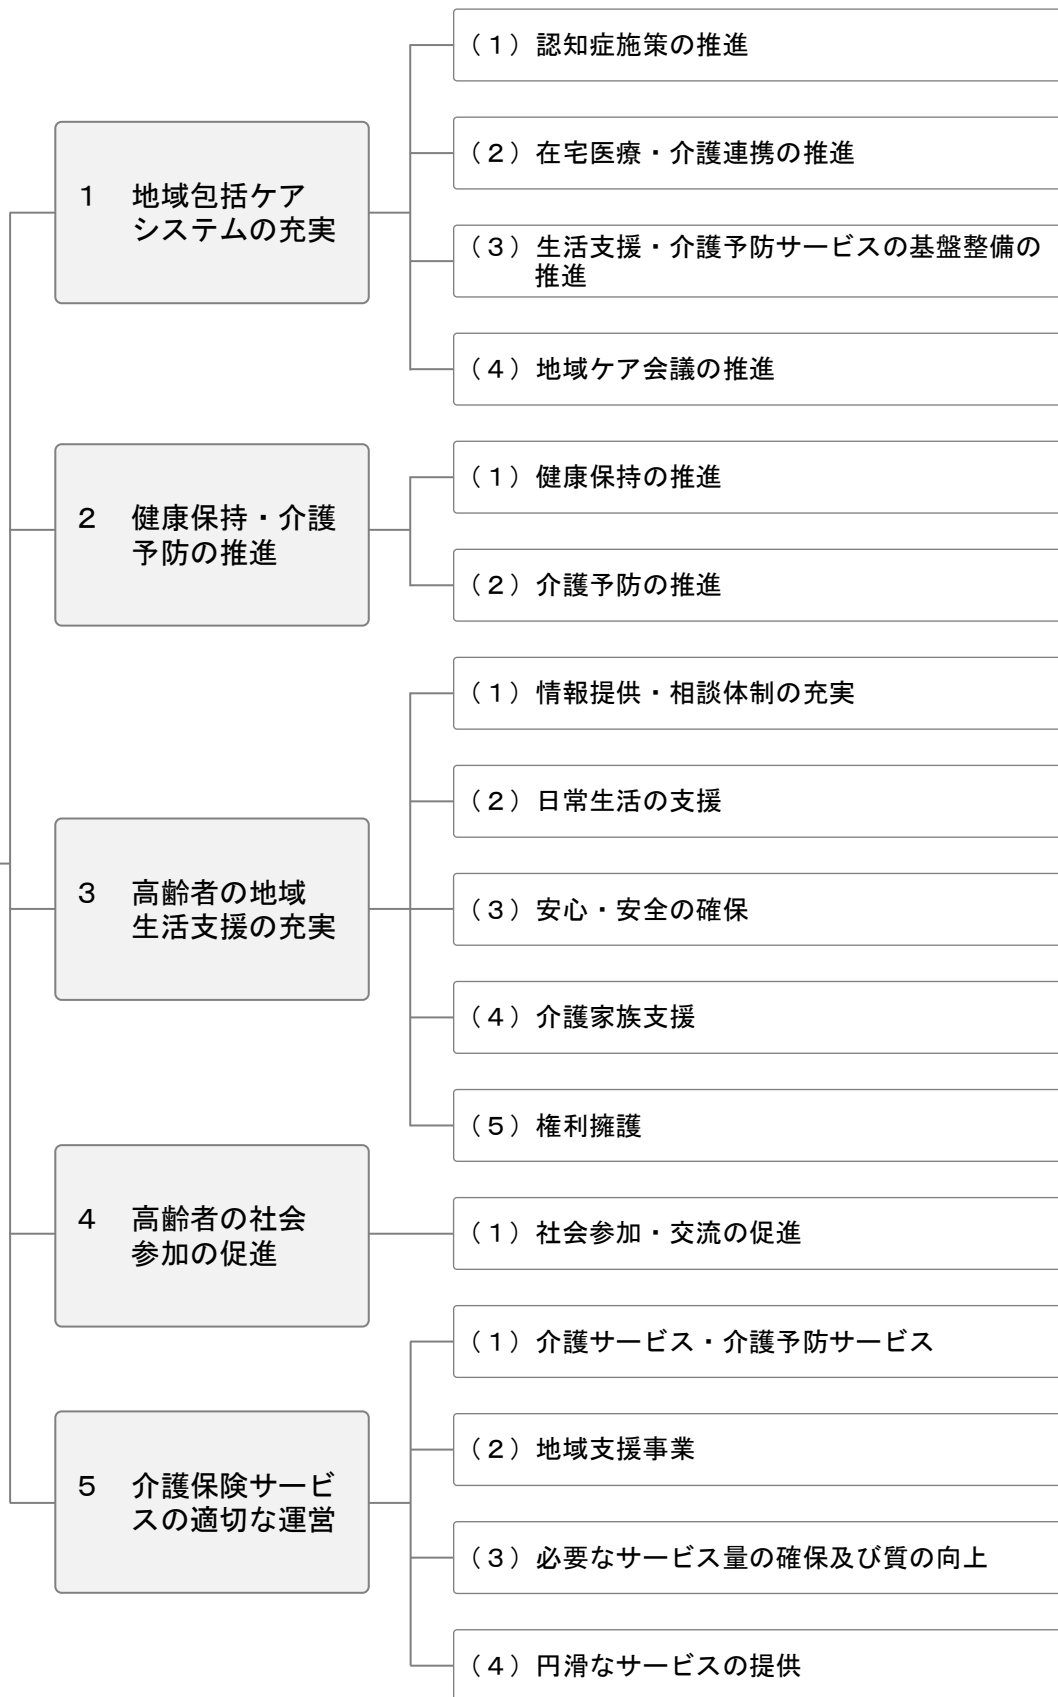 1 地域包括ケア
システムの充実
(1)認知症施策の推進
(2)在宅医療・介護連携の推進
(3)生活支援・介護予防サービスの基盤整備の
推進
(4)地域ケア会議の推進
2 健康保持・介護
予防の推進
(1)健康保持の推進
(2)介護予防の推進
3 高齢者の地域
生活支援の充実
(1)情報提供・相談体制の充実
(2)日常生活の支援
(3)安心・安全の確保
(4)介護家族支援
(5)権利擁護
4 高齢者の社会
参加の促進
(1)社会参加・交流の促進
5 介護保険サービ
スの適切な運営
(1)介護サービス・介護予防サービス
(2)地域支援事業
(3)必要なサービス量の確保及び質の向上
(4)円滑なサービスの提供